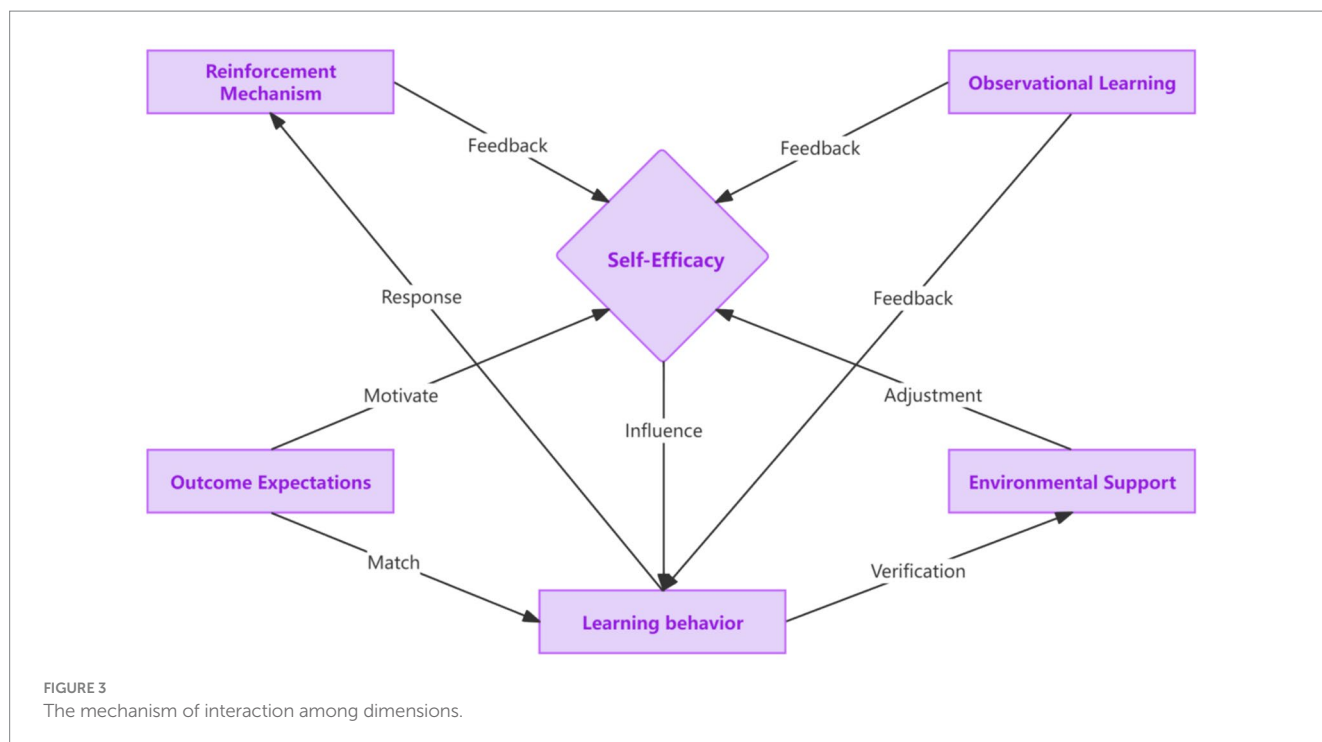 Reinforcement
Mechanism
Observational Learning
Feedback
Feedback
Self-Efficacy
Response
Feedback
Motivate
Adjustment
Influence
Outcome Expectations
Environmental Support
Match
Verification
Learning behavior
FIGURE 3
The mechanism of interaction among dimensions.